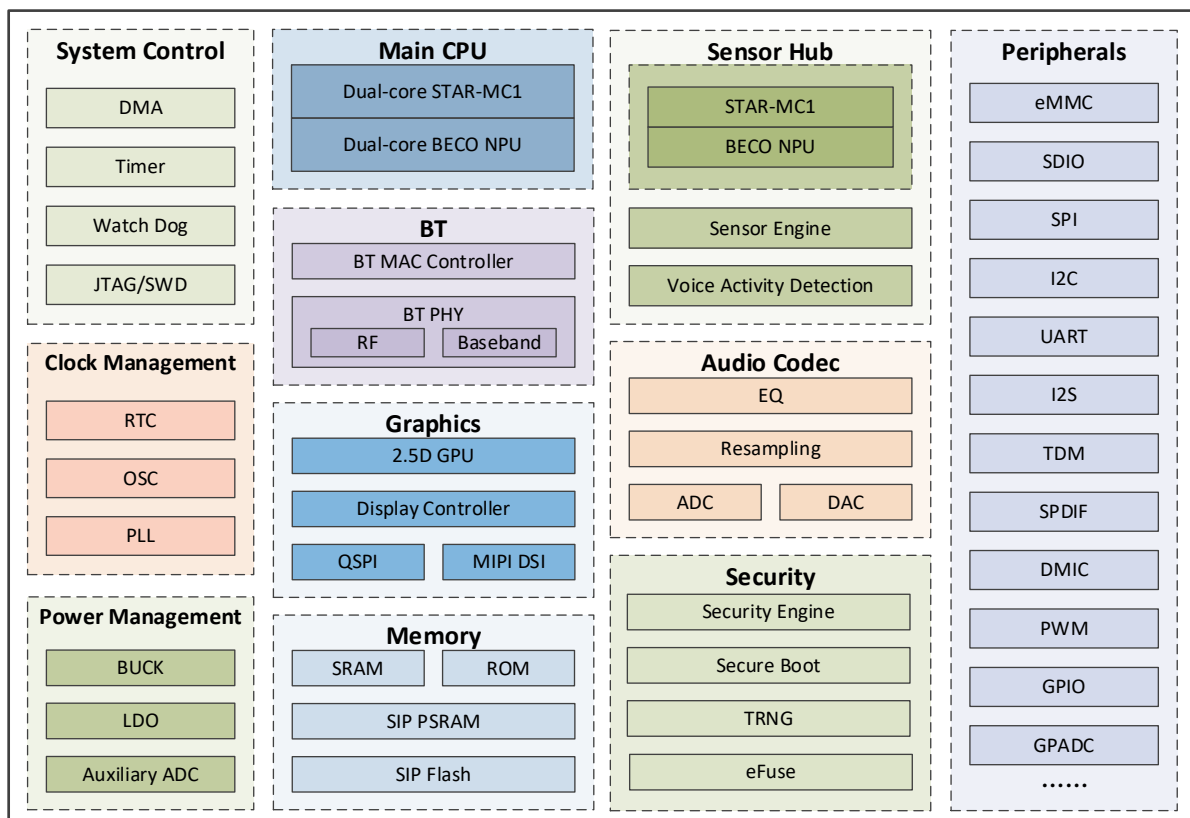 System Control
DMA
Timer
Watch Dog
JTAG/SWD
Clock Management
RTC
OSC
PLL
Power Management
BUCK
LDO
Auxiliary ADC
Main CPU
Dual-core STAR-MC1
Dual-core BECO NPU
BT
BT MAC Controller
BT PHY
RF
Baseband
Graphics
2.5D GPU
Display Controller
QSPI
MIPI DSI
Memory
SRAM
ROM
SIP PSRAM
SIP Flash
Sensor Hub
STAR-MC1
BECO NPU
Sensor Engine
Voice Activity Detection
Audio Codec
EQ
Resampling
ADC
DAC
Security
Security Engine
Secure Boot
TRNG
eFuse
Peripherals
eMMC
SDIO
SPI
I2C
UART
I2S
TDM
SPDIF
DMIC
PWM
GPIO
GPADC
......